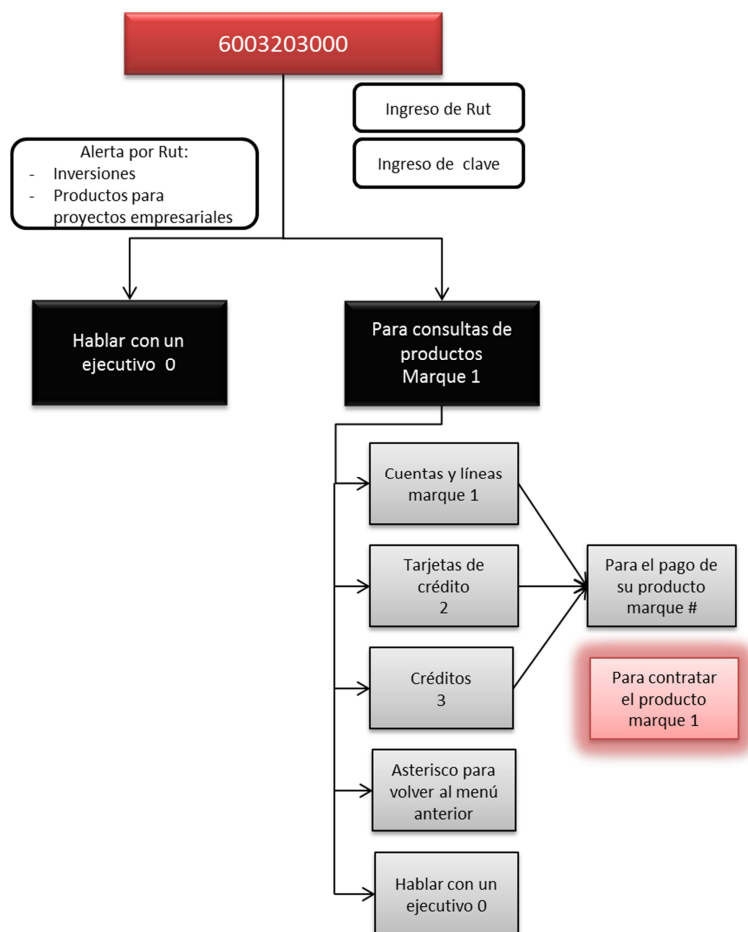 6003203000
Ingreso de Rut
Ingreso de clave
Alerta por Rut:
- Inversiones
- Productos para
proyectos empresariales
Hablar con un
ejecutivo 0
Para consultas de
productos
Marque 1
Cuentas y líneas
marque 1
Tarjetas de
crédito
2
Para el pago de
su producto
marque #
Créditos
3
Para contratar
el producto
marque 1
Asterisco para
volver al menú
anterior
Hablar con un
ejecutivo 0